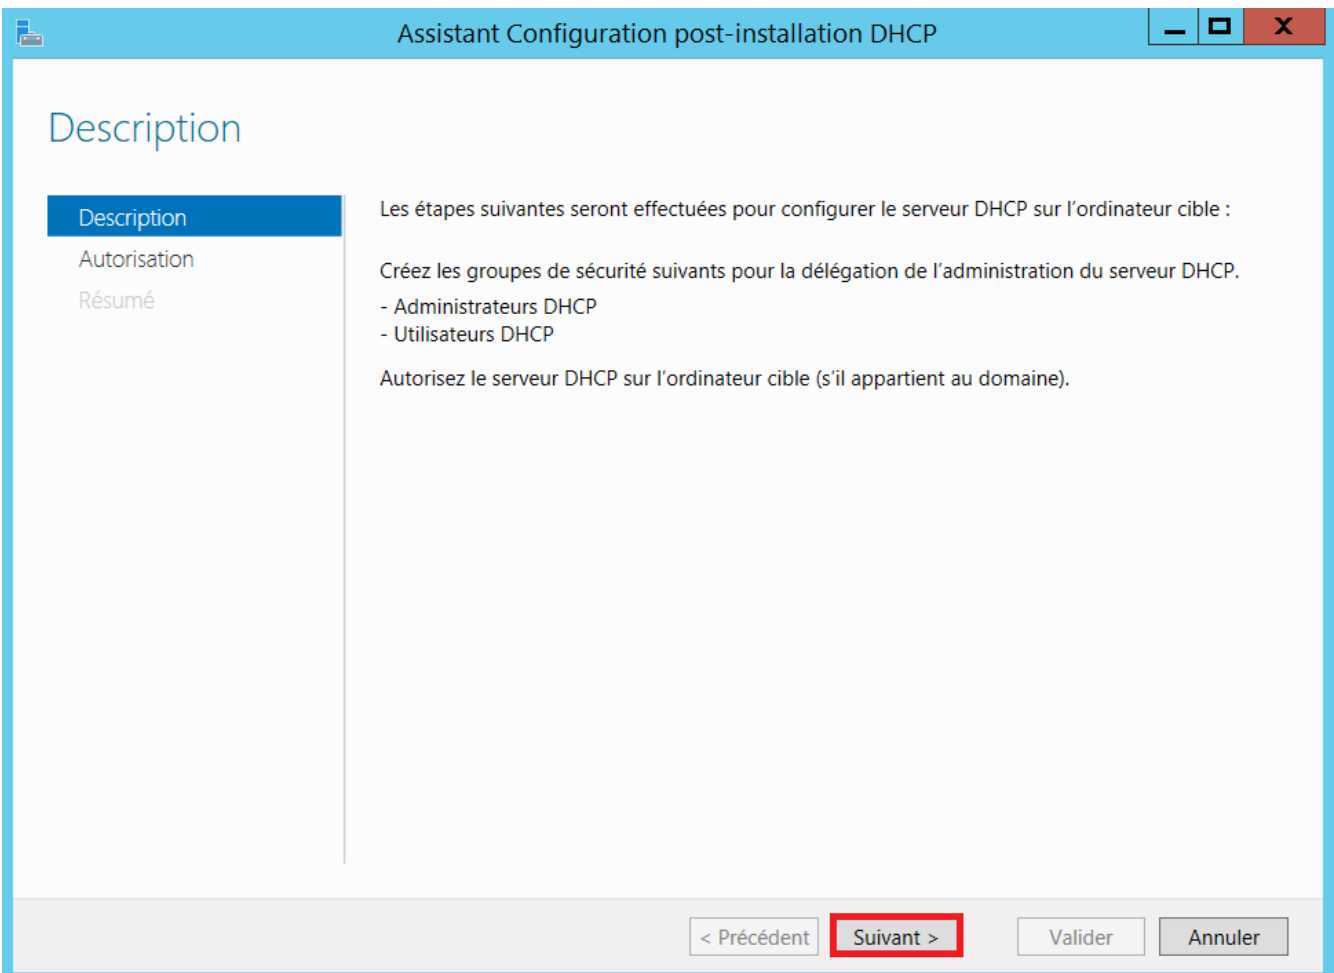 Assistant Configuration post-installation DHCP
X
Description
Description
Autorisation
Résumé
Les étapes suivantes seront effectuées pour configurer le serveur DHCP sur l’ordinateur cible :
Créez les groupes de sécurité suivants pour la délégation de l’administration du serveur DHCP.
- Administrateurs DHCP
- Utilisateurs DHCP
Autorisez le serveur DHCP sur l’ordinateur cible (s’il appartient au domaine).
< Précédent
Suivant >
Valider
Annuler